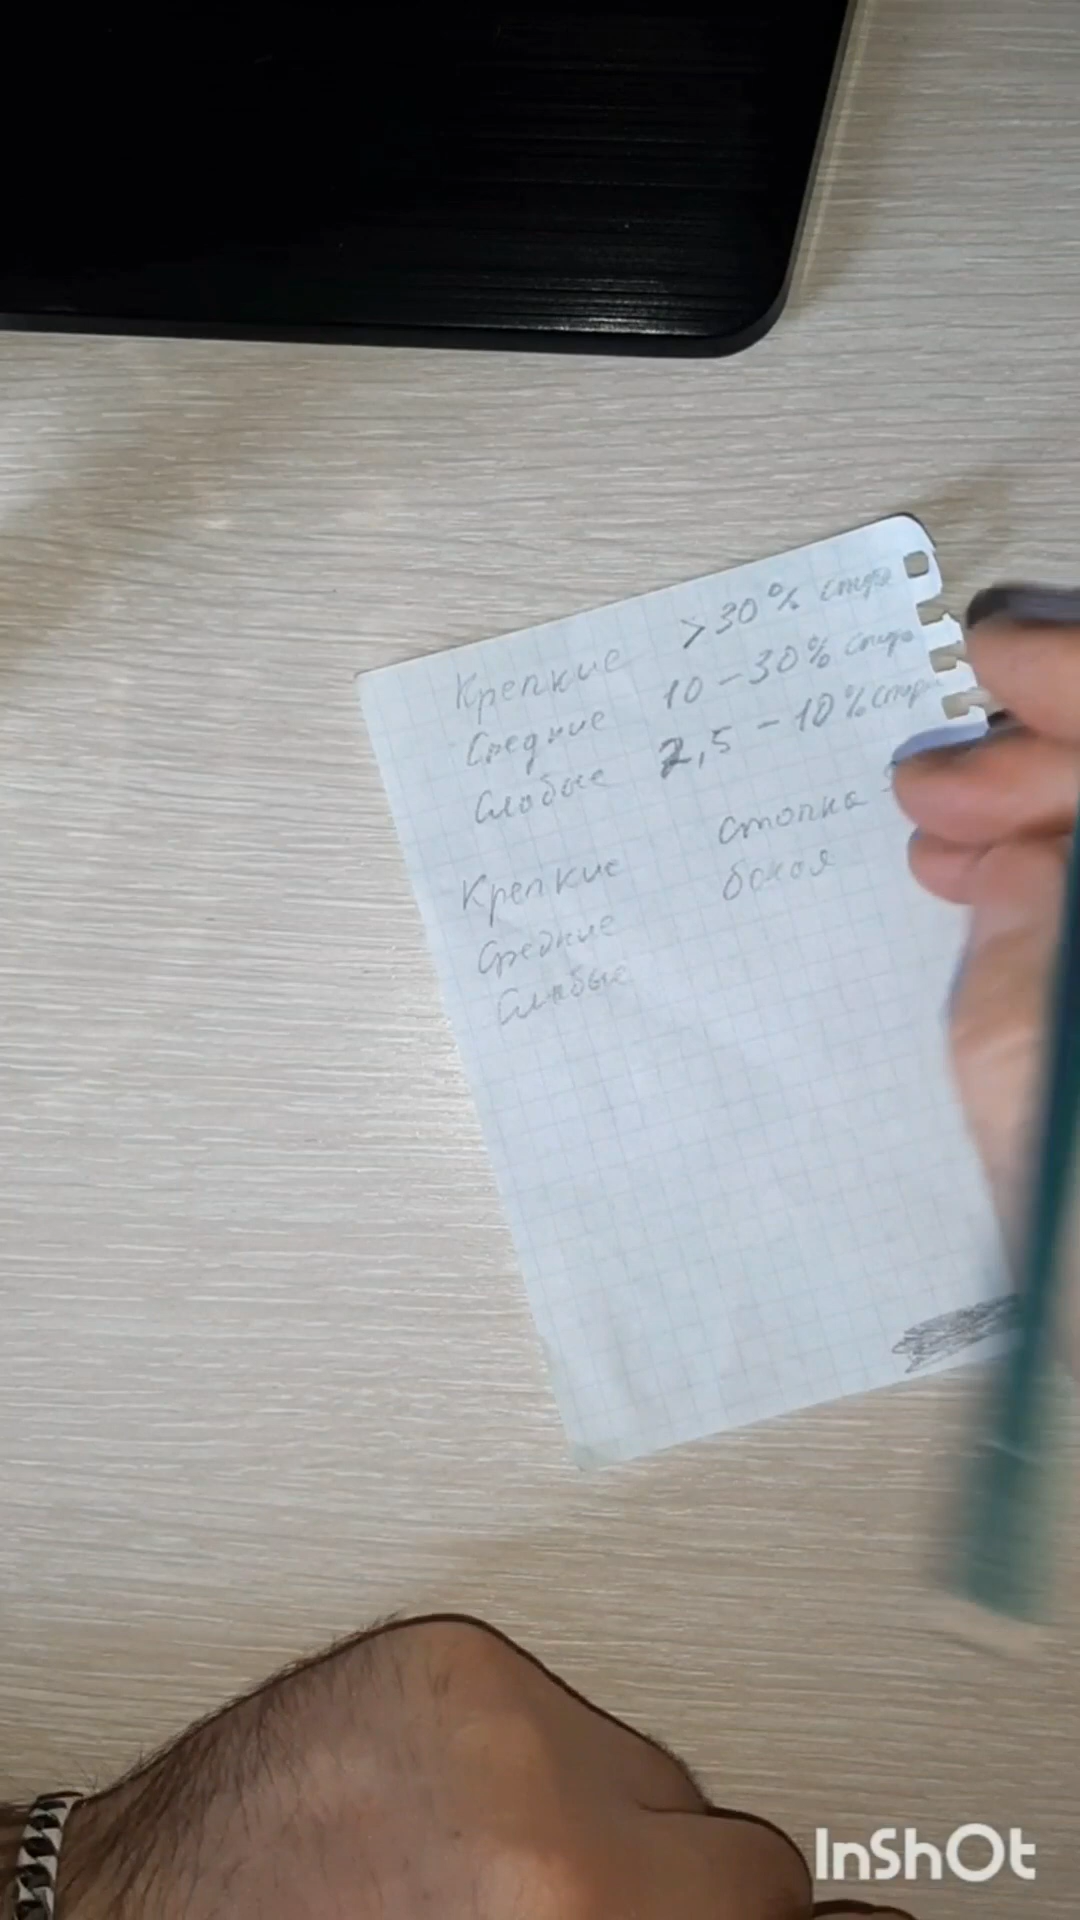 Крепкие >30% спирта
Средние 10-30% спирта
Слабые 2,5-10% спирта
Крепкие стопка
Средние бокал
Слабые
InShOt